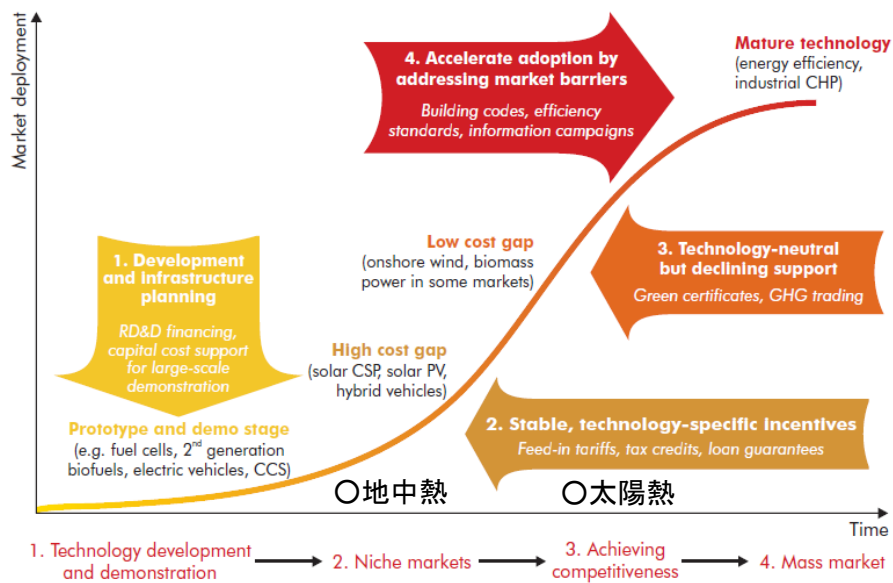 Market deployment
4. Accelerate adoption by
addressing market barriers
Building codes, efficiency
standards, information campaigns
Mature technology
(energy efficiency,
industrial CHP)
1. Development
and Infrastructure
planning
RD&D financing,
capital cost support
for large-scale
demonstration
Low cost gap
(onshore wind, biomass
power in some markets)
3. Technology-neutral
but declining support
Green certificates, GHG trading
High cost gap
(solar CSP, solar PV,
hybrid vehicles)
Prototype and demo stage
(e.g. fuel cells, 2nd generation
biofuels, electric vehicles, CCS)
2. Stable, technology-specific incentives
Feed-in tariffs, tax credits, loan guarantees
〇地中熱
〇太陽熱
Time
1. Technology development
and demonstration
2. Niche markets
3. Achieving
competitiveness
4. Mass market